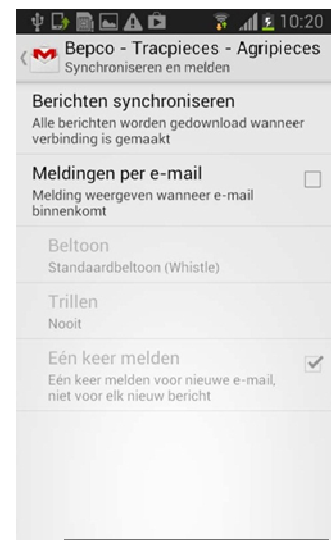 10:20
Bepco - Tracpieces - Agripieces
Synchroniseren en melden
Berichten synchroniseren
Alle berichten worden gedownload wanneer
verbinding is gemaakt
Meldingen per e-mail
Melding weergeven wanneer e-mail
binnenkomt
Beltoon
Standaardbeltoon (Whistle)
Trillen
Nooit
Eén keer melden
Eén keer melden voor nieuwe e-mail,
niet voor elk nieuw bericht